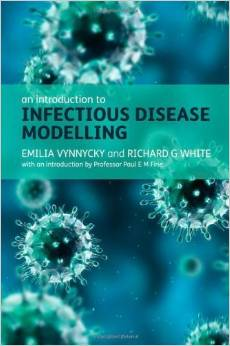 an introduction to
INFECTIOUS DISEASE
MODELLING
EMILIA VYNNYCKY and RICHARD G WHITE
with an introduction by Professor Paul E M Fine